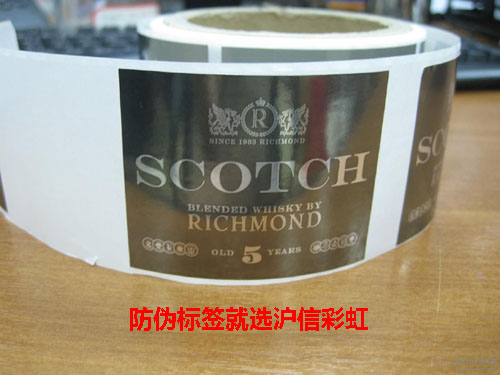 R
SINCE 1903 RICHMOND
SCOTCH
BLENDED WHISKY BY
RICHMOND
OLD 5 YEARS
防伪标签就选沪信彩虹